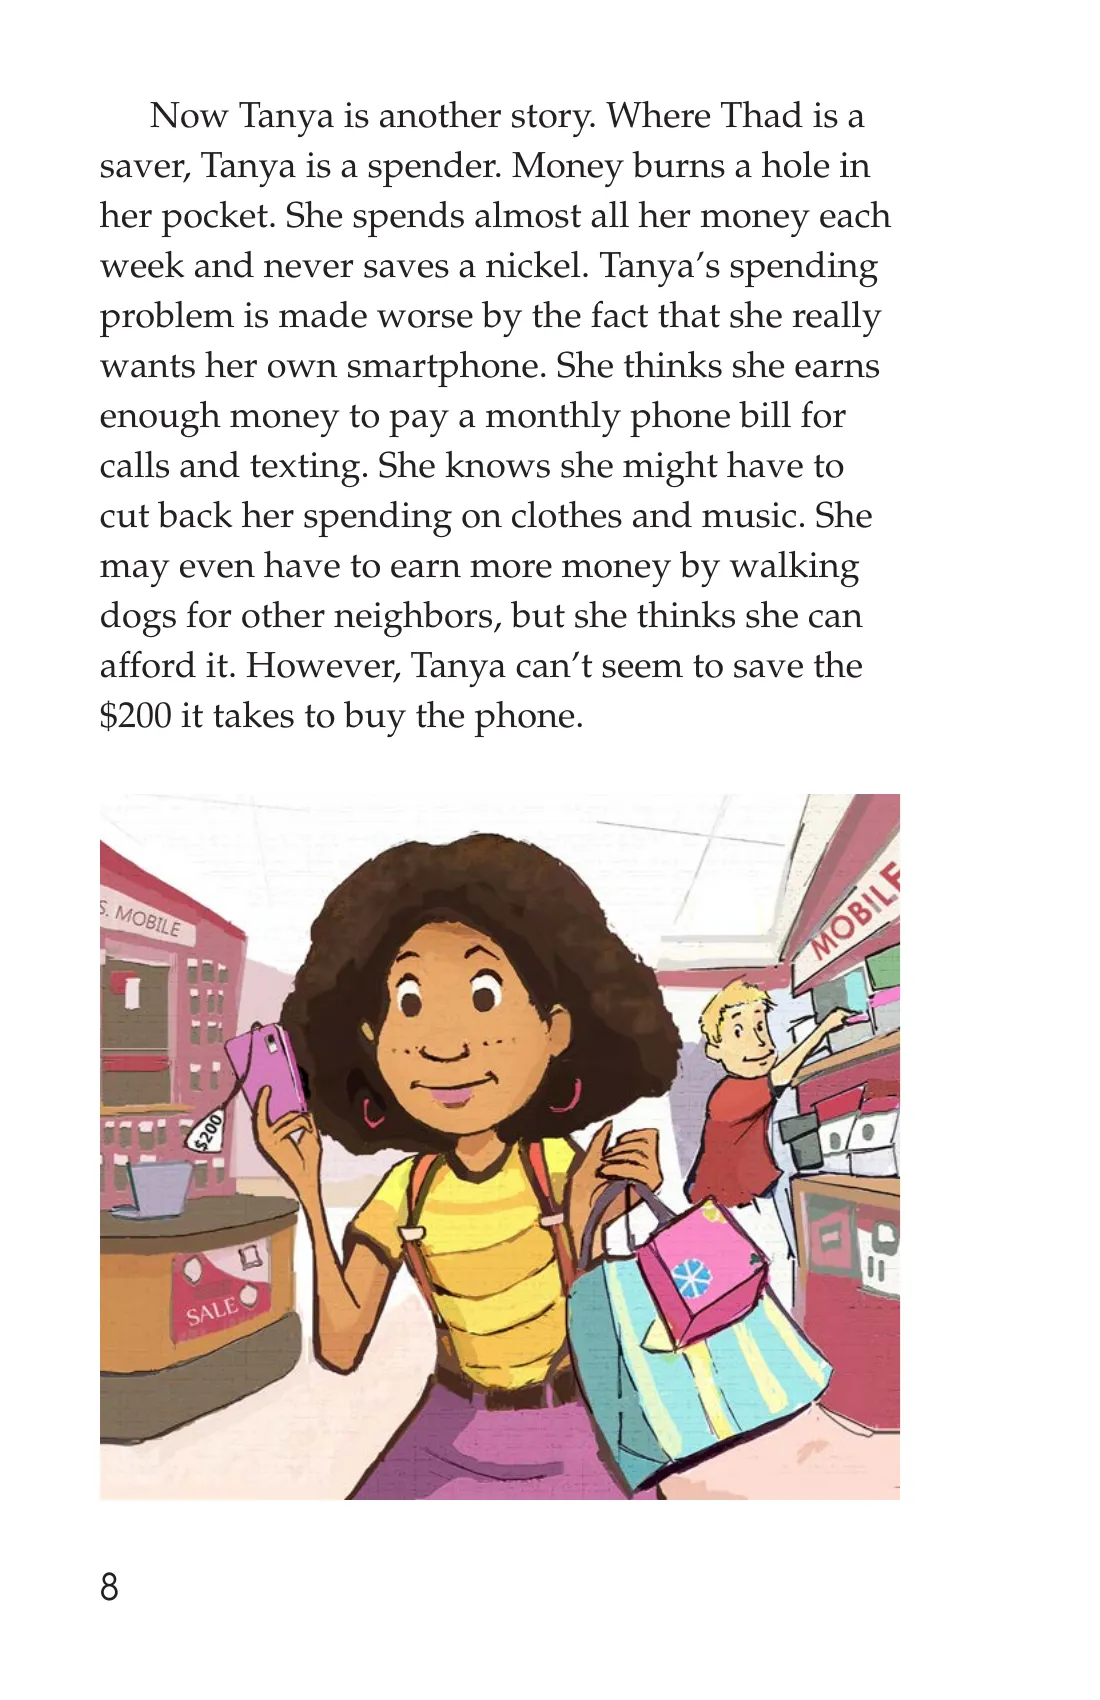 Now Tanya is another story. Where Thad is a
saver, Tanya is a spender. Money burns a hole in
her pocket. She spends almost all her money each
week and never saves a nickel. Tanya’s spending
problem is made worse by the fact that she really
wants her own smartphone. She thinks she earns
enough money to pay a monthly phone bill for
calls and texting. She knows she might have to
cut back her spending on clothes and music. She
may even have to earn more money by walking
dogs for other neighbors, but she thinks she can
afford it. However, Tanya can’t seem to save the
$200 it takes to buy the phone.
S. MOBILE
MOBILE
$200
SALE
8